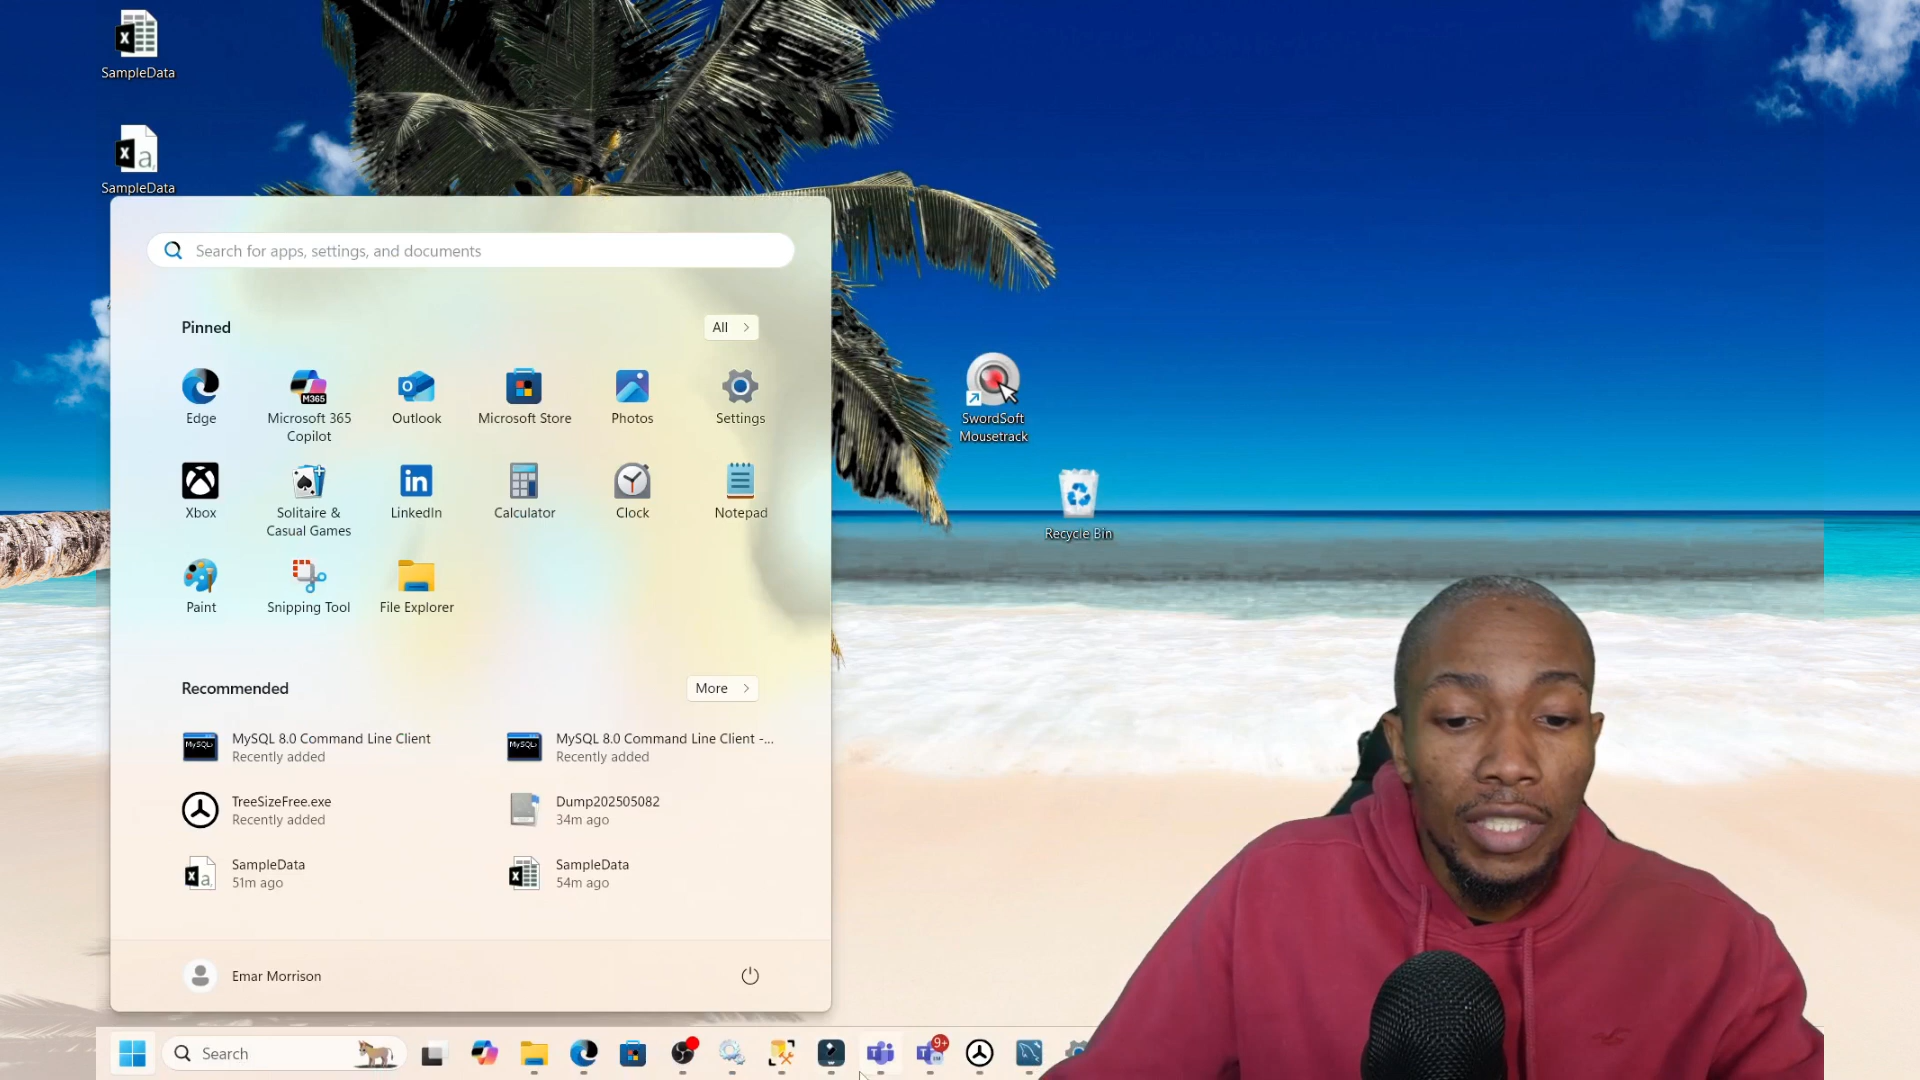 SampleData
SampleData
Search for apps, settings, and documents
Pinned
All
Edge
Microsoft 365
Copilot
M365
Outlook
Microsoft Store
Photos
Settings
Xbox
Solitaire &
Casual Games
LinkedIn
Calculator
Clock
Notepad
Paint
Snipping Tool
File Explorer
Recommended
More
MySQL 8.0 Command Line Client
Recently added
MySQL 8.0 Command Line Client -...
Recently added
TreeSizeFree.exe
Recently added
Dump202505082
34m ago
SampleData
51m ago
SampleData
54m ago
Emar Morrison
SwordSoft
Mousetrack
Recycle Bin
Search
9+